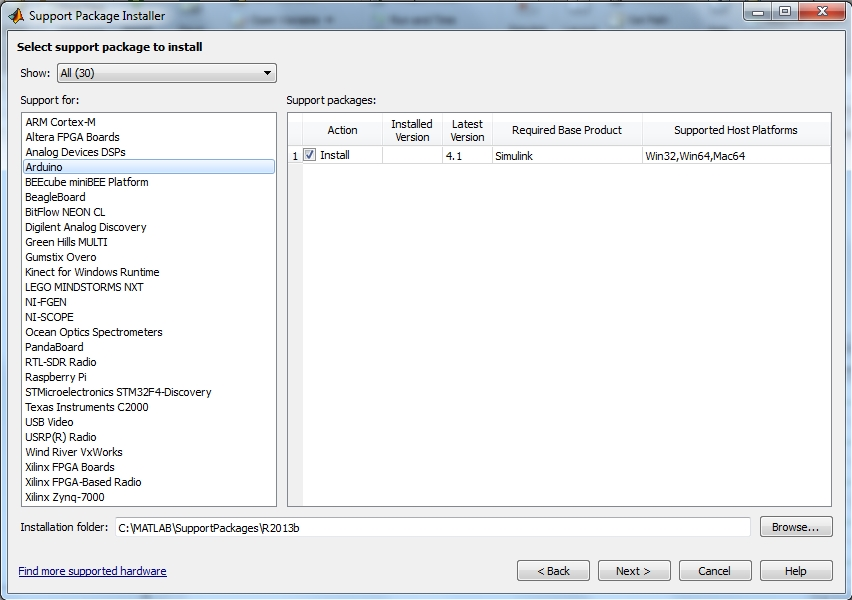 Support Package Installer
Select support package to install
Show: All (30)
Support for:
ARM Cortex-M
Altera FPGA Boards
Analog Devices DSPs
Arduino
BEEcube miniBEE Platform
BeagleBoard
BitFlow NEON CL
Digilent Analog Discovery
Green Hills MULTI
Gumstix Overo
Kinect for Windows Runtime
LEGO MINDSTORMS NXT
NI-FGEN
NI-SCOPE
Ocean Optics Spectrometers
PandaBoard
RTL-SDR Radio
Raspberry Pi
STMicroelectronics STM32F4-Discovery
Texas Instruments C2000
USB Video
USRP(R) Radio
Wind River VxWorks
Xilinx FPGA Boards
Xilinx FPGA-Based Radio
Xilinx Zynq-7000
Support packages:
Action Installed Version Latest Version Required Base Product Supported Host Platforms
1 Install 4.1 Simulink Win32,Win64,Mac64
Installation folder: C:\MATLAB\SupportPackages\R2013b Browse...
Find more supported hardware < Back Next > Cancel Help